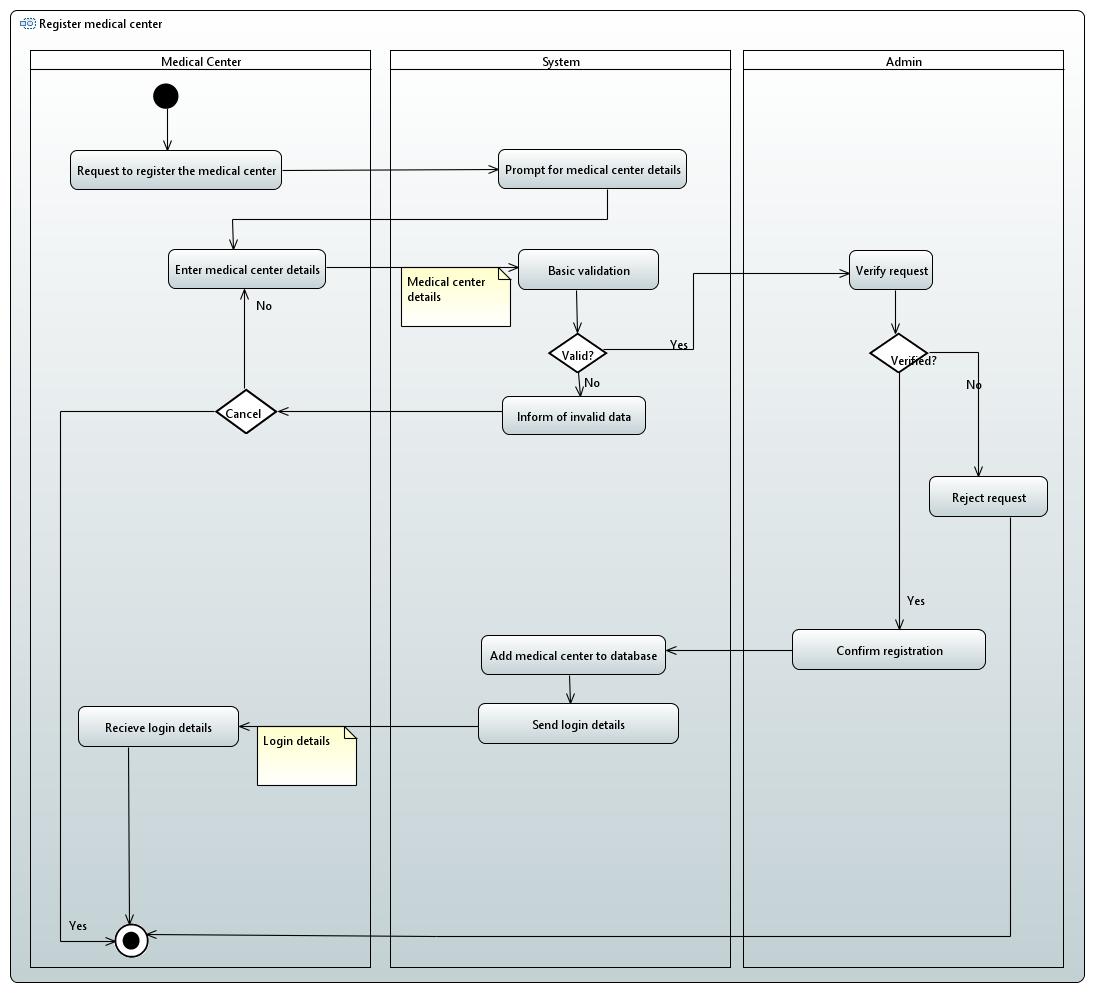 Register medical center
Medical Center
System
Admin
Request to register the medical center
Prompt for medical center details
Enter medical center details
Medical center
details
Basic validation
Verify request
No
Valid?
Yes
Verified?
No
No
Cancel
Inform of invalid data
Reject request
Yes
Add medical center to database
Confirm registration
Recieve login details
Login details
Send login details
Yes